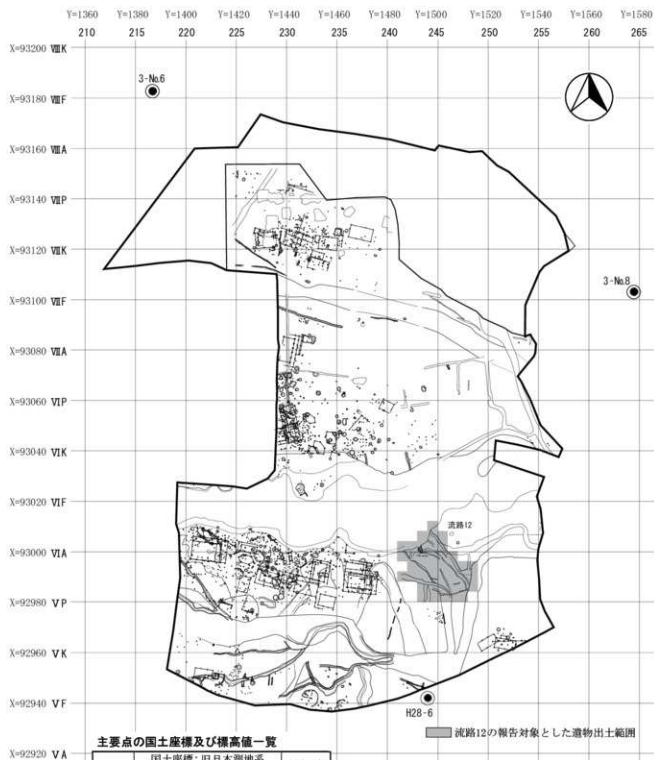 Y=1360 Y=1380 Y=1400 Y=1420 Y=1440 Y=1460 Y=1480 Y=1500 Y=1520 Y=1540 Y=1560 Y=1580
210 215 220 225 230 235 240 245 250 255 260 265
X=93200 ⅧK
3-No.6
X=93180 ⅧF
X=93160 ⅧA
X=93140 ⅦP
X=93120 ⅦK
3-No.8
X=93100 ⅦF
X=93080 ⅦA
X=93060 ⅥP
X=93040 ⅥK
X=93020 ⅥF
流路12
X=93000 ⅥA
X=92980 ⅤP
X=92960 ⅤK
X=92940 ⅤF
H28-6
流路12の報告対象とした遺物出土範囲
主要点の国土座標及び標高値一覧
X=92920 ⅤA
国土座標:旧日本測地系